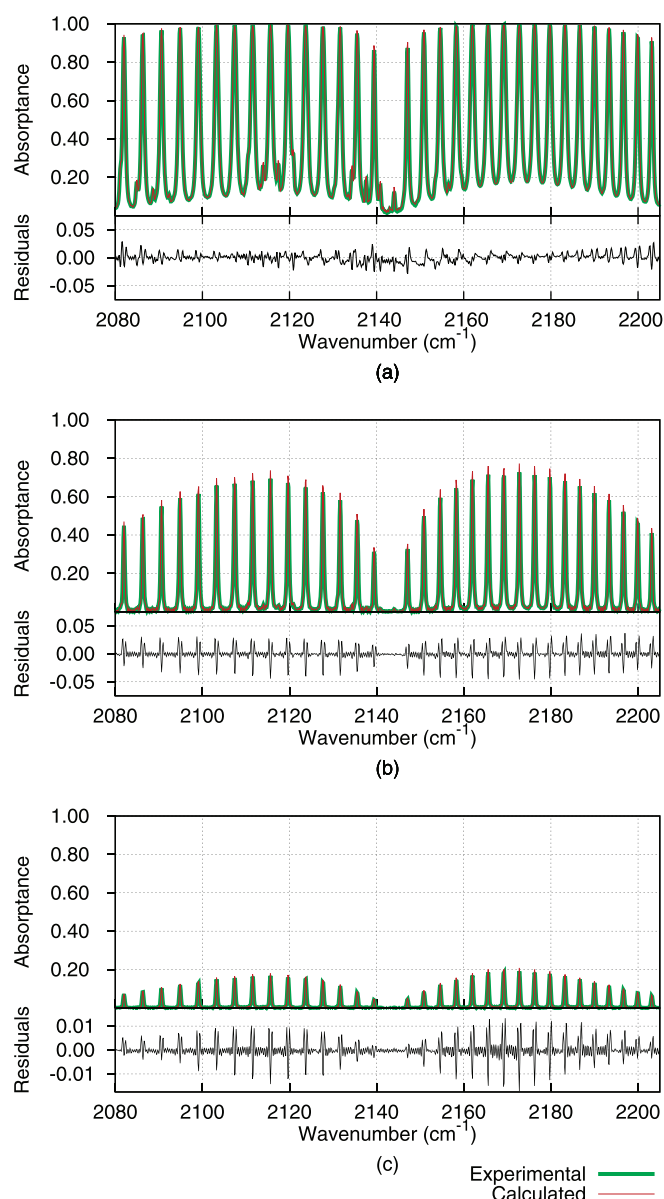 1.00
0.80
0.60
0.40
0.20
Absorptance
0.05
0.00
-0.05
Residuals
2080 2100 2120 2140 2160 2180 2200
Wavenumber (cm-1)
(a)
1.00
0.80
0.60
0.40
0.20
Absorptance
0.05
0.00
-0.05
Residuals
2080 2100 2120 2140 2160 2180 2200
Wavenumber (cm-1)
(b)
1.00
0.80
0.60
0.40
0.20
Absorptance
0.01
0.00
-0.01
Residuals
2080 2100 2120 2140 2160 2180 2200
Wavenumber (cm-1)
(c)
Experimental
Calculated